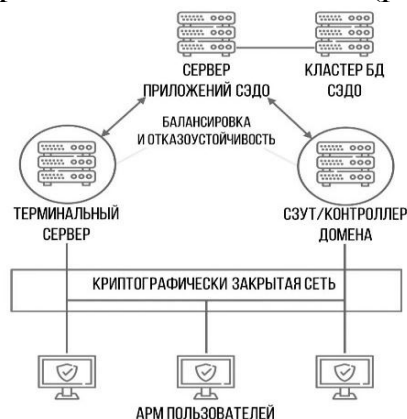 СЕРВЕР
ПРИЛОЖЕНИЙ СЭДО
КЛАСТЕР БД
СЭДО
БАЛАНСИРОВКА
И ОТКАЗОУСТОЙЧИВОСТЬ
ТЕРМИНАЛЬНЫЙ
СЕРВЕР
СЗУТ/КОНТРОЛЛЕР
ДОМЕНА
КРИПТОГРАФИЧЕСКИ ЗАКРЫТАЯ СЕТЬ
АРМ ПОЛЬЗОВАТЕЛЕЙ